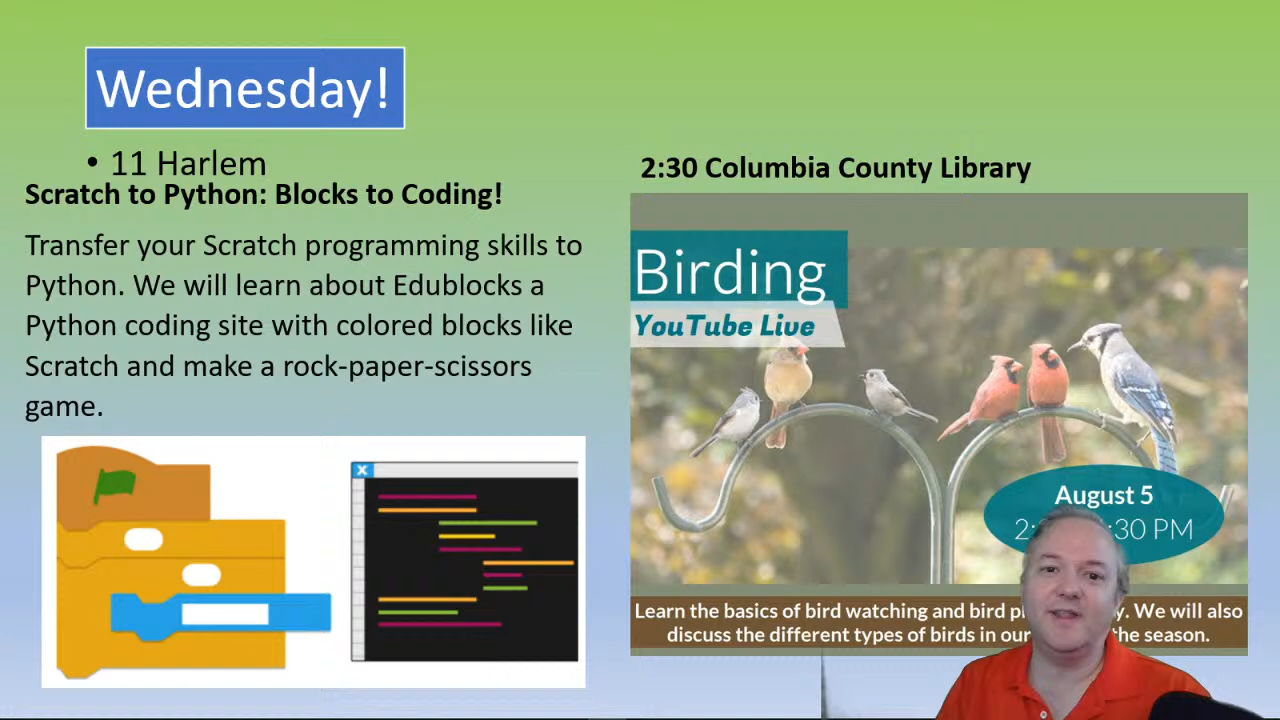 Wednesday!
• 11 Harlem
Scratch to Python: Blocks to Coding!
Transfer your Scratch programming skills to
Python. We will learn about Edublocks a
Python coding site with colored blocks like
Scratch and make a rock-paper-scissors
game.
2:30 Columbia County Library
Birding
YouTube Live
August 5
:30 PM
Learn the basics of bird watching and bird We will also
discuss the different types of birds in our the season.